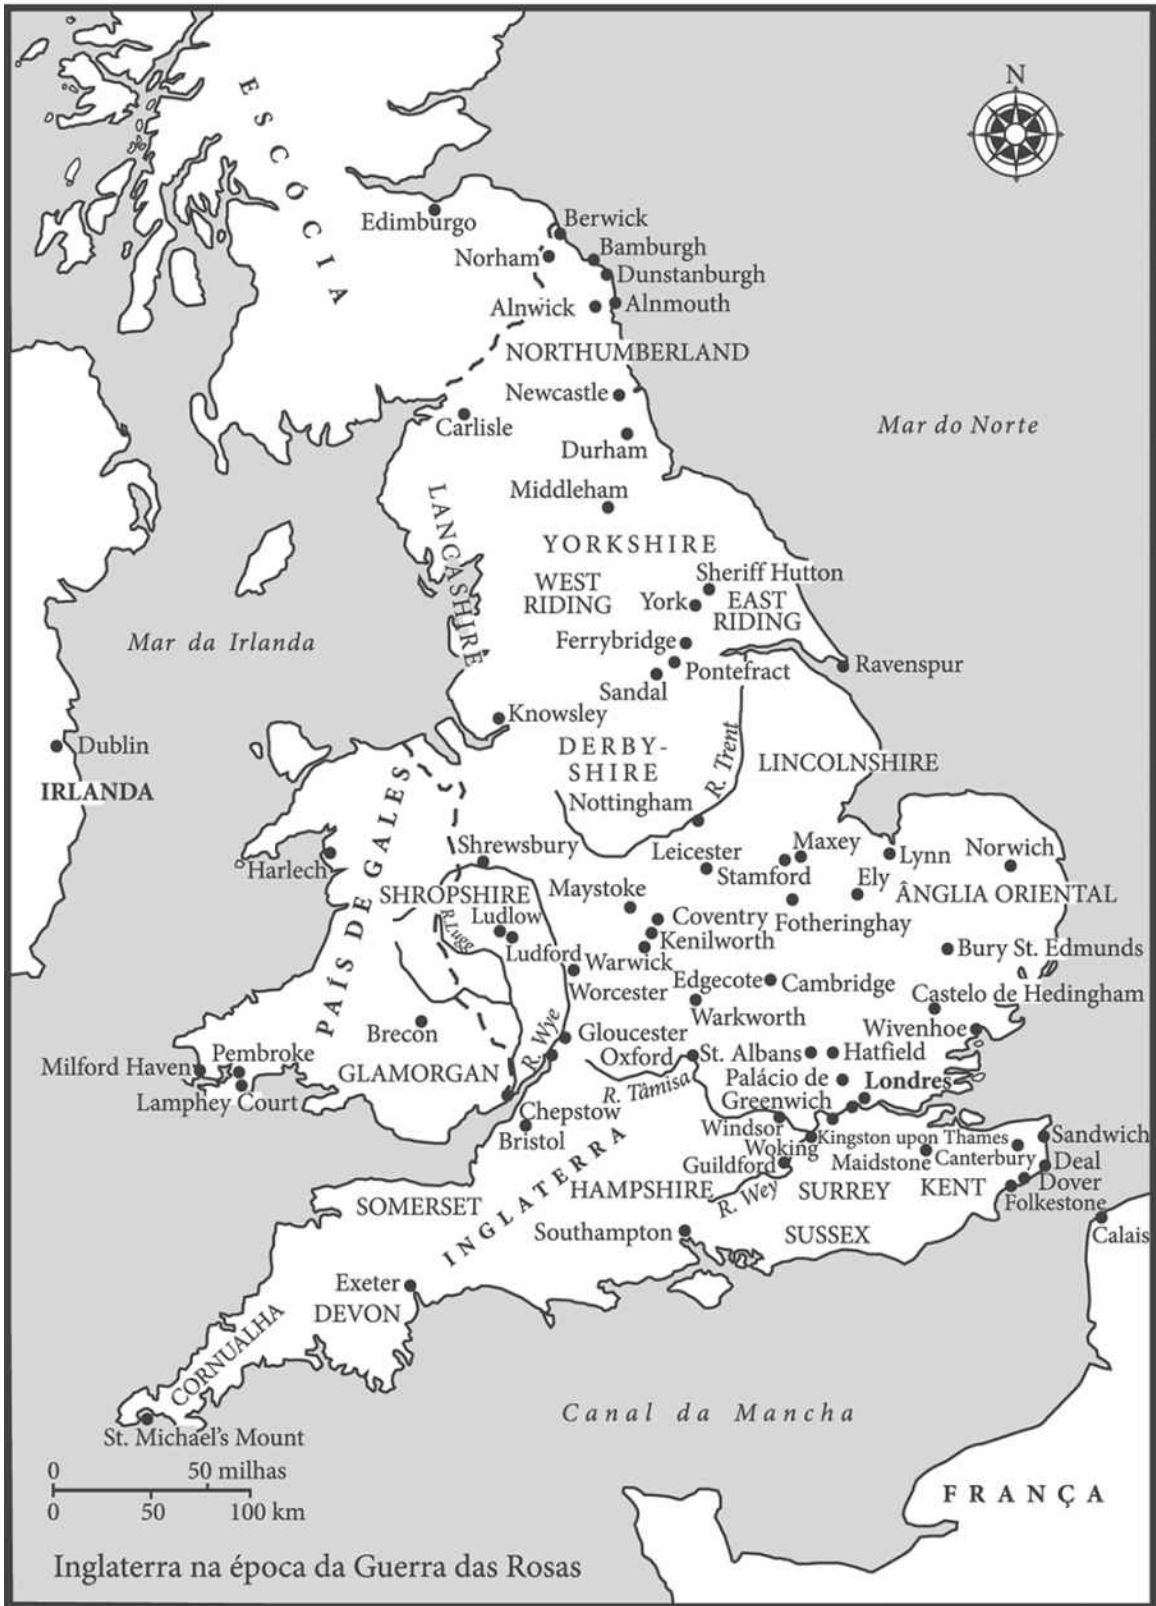 N
ESCÓCIA
Edimburgo
Berwick
Norham
Bamburgh
Dunstanburgh
Alnwick
Alnmouth
NORTHUMBERLAND
Newcastle
Carlisle
Mar do Norte
Durham
Middleham
LANCASHIRE
YORKSHIRE
Sheriff Hutton
WEST
RIDING
York
EAST
RIDING
Mar da Irlanda
Ferrybridge
Pontefract
Ravenspur
Sandal
Knowsley
Dublin
IRLANDA
DERBY-
SHIRE
R. Trent
LINCOLNSHIRE
Nottingham
PAÍS DE GALES
Harlech
Shrewsbury
Leicester
Maxey
Stamford
Lynn
Norwich
Ely
SHROPSHIRE
Maystoke
ÂNGLIA ORIENTAL
R. Lugg
Ludlow
Coventry
Fotheringhay
Kenilworth
Ludford
Warwick
Bury St. Edmunds
Worcester
Edgecote
Cambridge
Castelo de Hedingham
Warkworth
Brecon
R. Wye
Gloucester
Wivenhoe
Oxford
St. Albans
Hatfield
Milford Haven
Pembroke
GLAMORGAN
Lamphey Court
R. Tâmisa
Palácio de
Greenwich
Londres
Chepstow
Bristol
Windsor
Woking
Kingston upon Thames
Sandwich
Guildford
Maidstone
Canterbury
Deal
Dover
Folkestone
SOMERSET
INGLATERRA
HAMPSHIRE
R. Wey
SURREY
KENT
Southampton
SUSSEX
Calais
Exeter
DEVON
CORNUALHA
St. Michael's Mount
Canal da Mancha
0 50 milhas
0 50 100 km
FRANÇA
Inglaterra na época da Guerra das Rosas